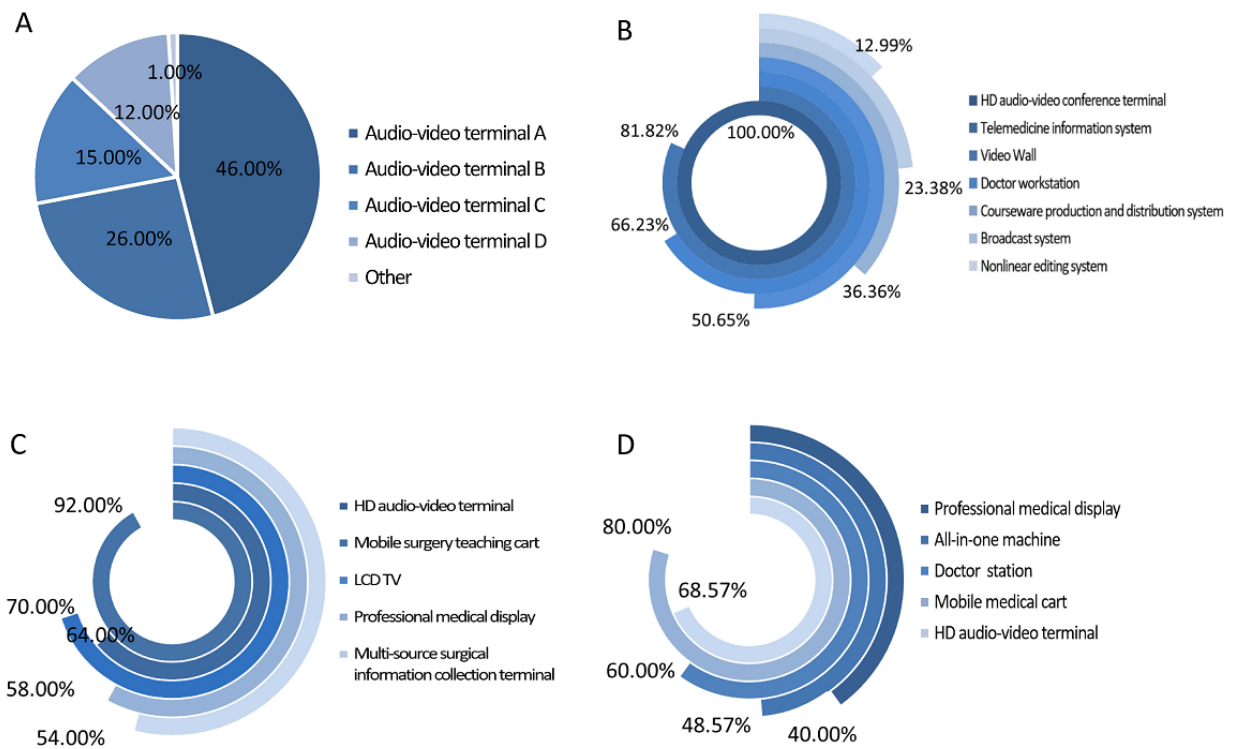 A
1.00%
12.00%
15.00%
46.00%
26.00%
Audio-video terminal A
Audio-video terminal B
Audio-video terminal C
Audio-video terminal D
Other
B
12.99%
81.82%
100.00%
23.38%
66.23%
36.36%
50.65%
HD audio-video conference terminal
Telemedicine information system
Video Wall
Doctor workstation
Courseware production and distribution system
Broadcast system
Nonlinear editing system
C
92.00%
70.00%
64.00%
58.00%
54.00%
HD audio-video terminal
Mobile surgery teaching cart
LCD TV
Professional medical display
Multi-source surgical
information collection terminal
D
80.00%
68.57%
60.00%
48.57%
40.00%
Professional medical display
All-in-one machine
Doctor station
Mobile medical cart
HD audio-video terminal